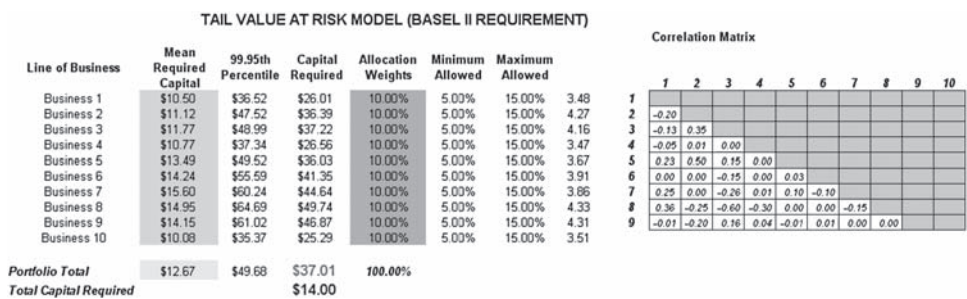 TAIL VALUE AT RISK MODEL (BASEL II REQUIREMENT)
Line of Business Mean Required Capital 99.95th Percentile Capital Required Allocation Weights Minimum Allowed Maximum Allowed
Business 1 $10.50 $36.52 $26.01 10.00% 5.00% 15.00% 3.48
Business 2 $11.12 $47.52 $36.39 10.00% 5.00% 15.00% 4.27
Business 3 $11.77 $48.99 $37.22 10.00% 5.00% 15.00% 4.16
Business 4 $10.77 $37.34 $26.56 10.00% 5.00% 15.00% 3.47
Business 5 $13.49 $49.52 $36.03 10.00% 5.00% 15.00% 3.67
Business 6 $14.24 $55.59 $41.35 10.00% 5.00% 15.00% 3.91
Business 7 $15.60 $60.24 $44.64 10.00% 5.00% 15.00% 3.86
Business 8 $14.95 $64.69 $49.74 10.00% 5.00% 15.00% 4.33
Business 9 $14.15 $61.02 $46.87 10.00% 5.00% 15.00% 4.31
Business 10 $10.08 $35.37 $25.29 10.00% 5.00% 15.00% 3.51
Portfolio Total $12.67 $49.68 $37.01 100.00%
Total Capital Required $14.00
Correlation Matrix
1 2 3 4 5 6 7 8 9 10
1
2 -0.20
3 -0.13 0.35
4 -0.05 0.01 0.00
5 0.23 0.50 0.15 0.00
6 0.00 0.00 -0.15 0.00 0.03
7 0.25 0.00 -0.26 0.01 0.10 -0.10
8 0.36 -0.25 -0.60 -0.30 0.00 0.00 -0.15
9 -0.01 -0.20 0.16 0.04 -0.01 0.01 0.00 0.00